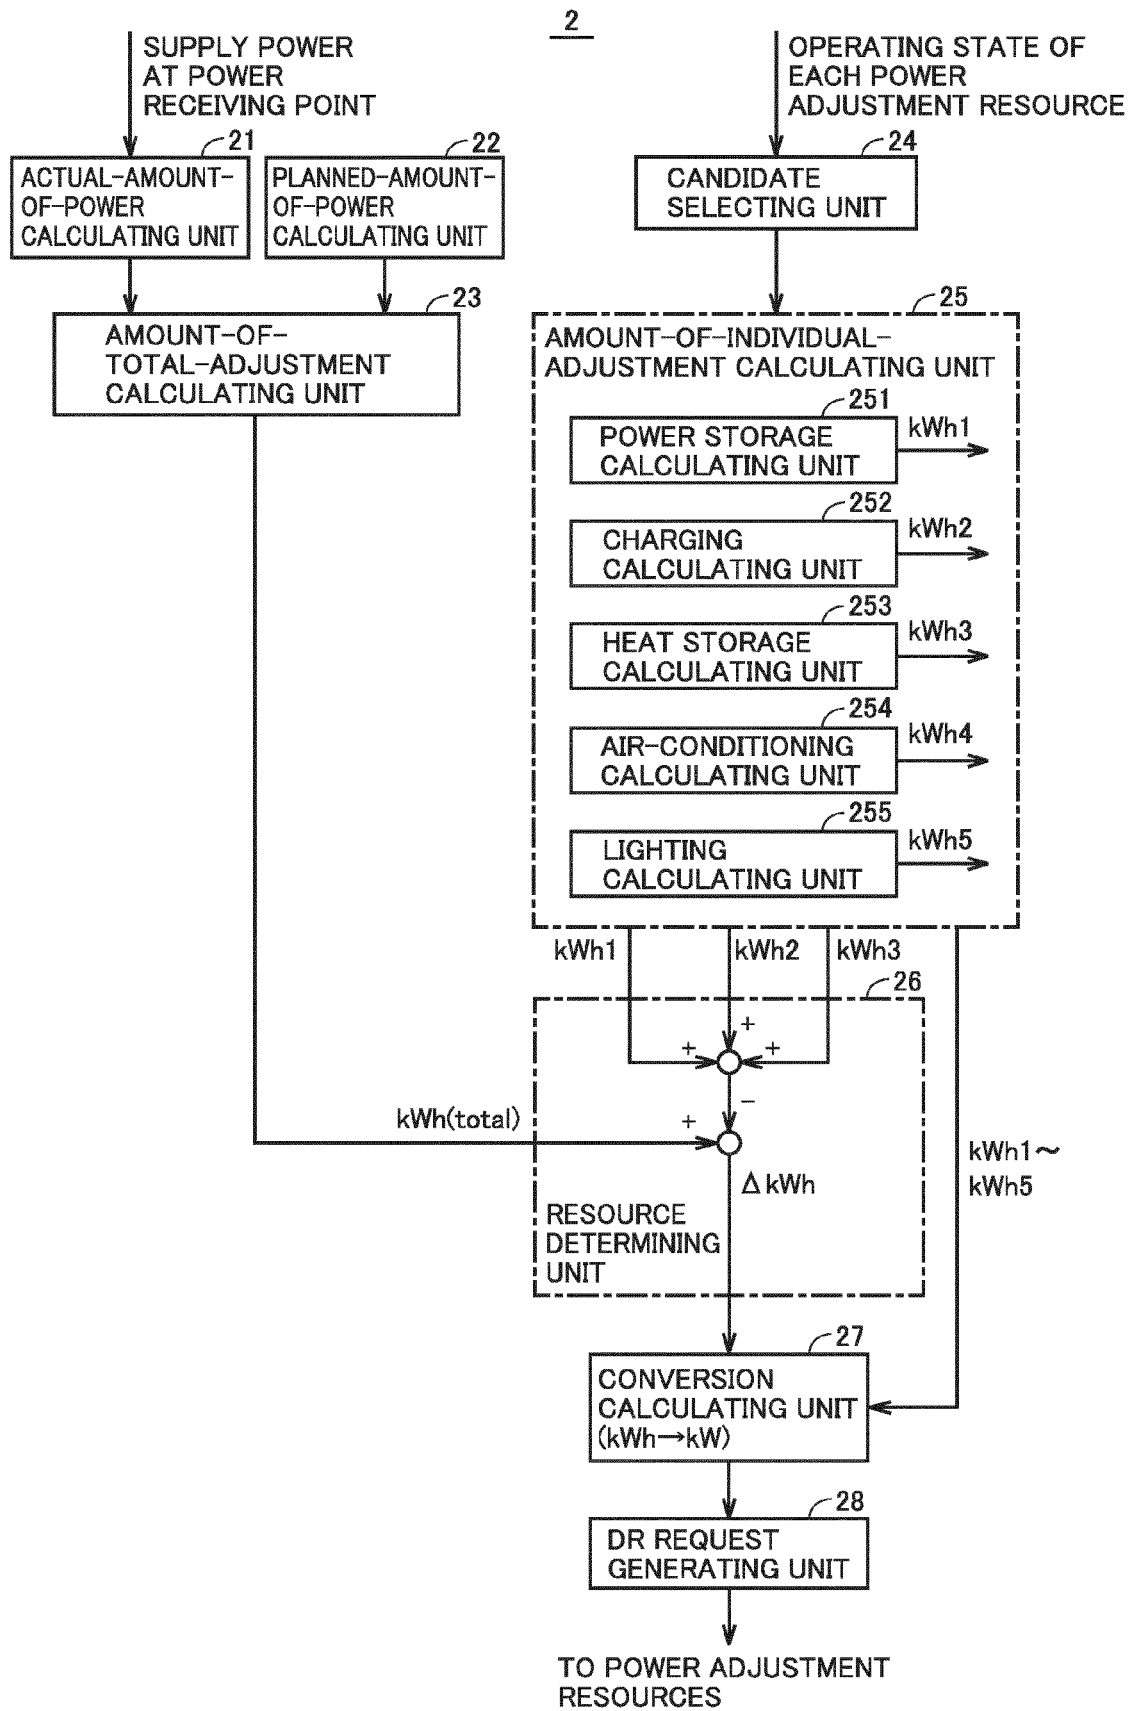 2
SUPPLY POWER
AT POWER
RECEIVING POINT
OPERATING STATE OF
EACH POWER
ADJUSTMENT RESOURCE
21
22
24
ACTUAL-AMOUNT-
OF-POWER
CALCULATING UNIT
PLANNED-AMOUNT-
OF-POWER
CALCULATING UNIT
CANDIDATE
SELECTING UNIT
23
25
AMOUNT-OF-
TOTAL-ADJUSTMENT
CALCULATING UNIT
AMOUNT-OF-INDIVIDUAL-
ADJUSTMENT CALCULATING UNIT
251
POWER STORAGE
CALCULATING UNIT
kWh1
252
CHARGING
CALCULATING UNIT
kWh2
253
HEAT STORAGE
CALCULATING UNIT
kWh3
254
AIR-CONDITIONING
CALCULATING UNIT
kWh4
255
LIGHTING
CALCULATING UNIT
kWh5
kWh1
kWh2
kWh3
26
+
+
+
−
kWh(total)
+
kWh1～
kWh5
ΔkWh
RESOURCE
DETERMINING
UNIT
27
CONVERSION
CALCULATING UNIT
(kWh→kW)
28
DR REQUEST
GENERATING UNIT
TO POWER ADJUSTMENT
RESOURCES